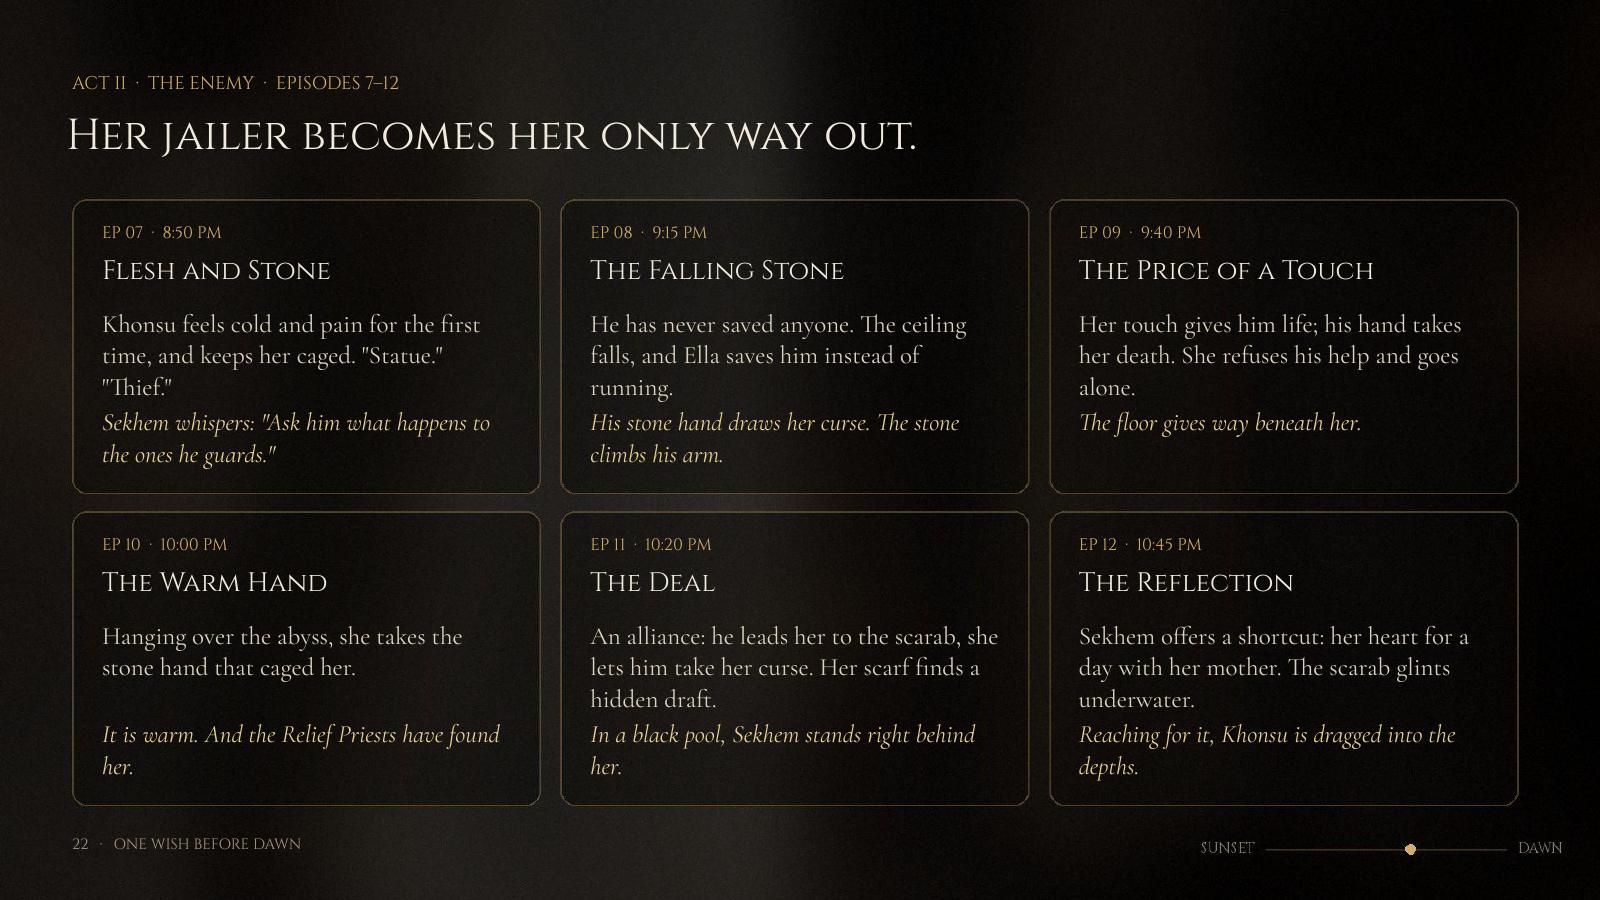 ACT II · THE ENEMY · EPISODES 7–12
HER JAILER BECOMES HER ONLY WAY OUT.
EP 07 · 8:50 PM
FLESH AND STONE
Khonsu feels cold and pain for the first
time, and keeps her caged. "Statue."
"Thief."
Sekhem whispers: "Ask him what happens to
the ones he guards."
EP 08 · 9:15 PM
THE FALLING STONE
He has never saved anyone. The ceiling
falls, and Ella saves him instead of
running.
His stone hand draws her curse. The stone
climbs his arm.
EP 09 · 9:40 PM
THE PRICE OF A TOUCH
Her touch gives him life; his hand takes
her death. She refuses his help and goes
alone.
The floor gives way beneath her.
EP 10 · 10:00 PM
THE WARM HAND
Hanging over the abyss, she takes the
stone hand that caged her.
It is warm. And the Relief Priests have found
her.
EP 11 · 10:20 PM
THE DEAL
An alliance: he leads her to the scarab, she
lets him take her curse. Her scarf finds a
hidden draft.
In a black pool, Sekhem stands right behind
her.
EP 12 · 10:45 PM
THE REFLECTION
Sekhem offers a shortcut: her heart for a
day with her mother. The scarab glints
underwater.
Reaching for it, Khonsu is dragged into the
depths.
22 · ONE WISH BEFORE DAWN
SUNSET
DAWN